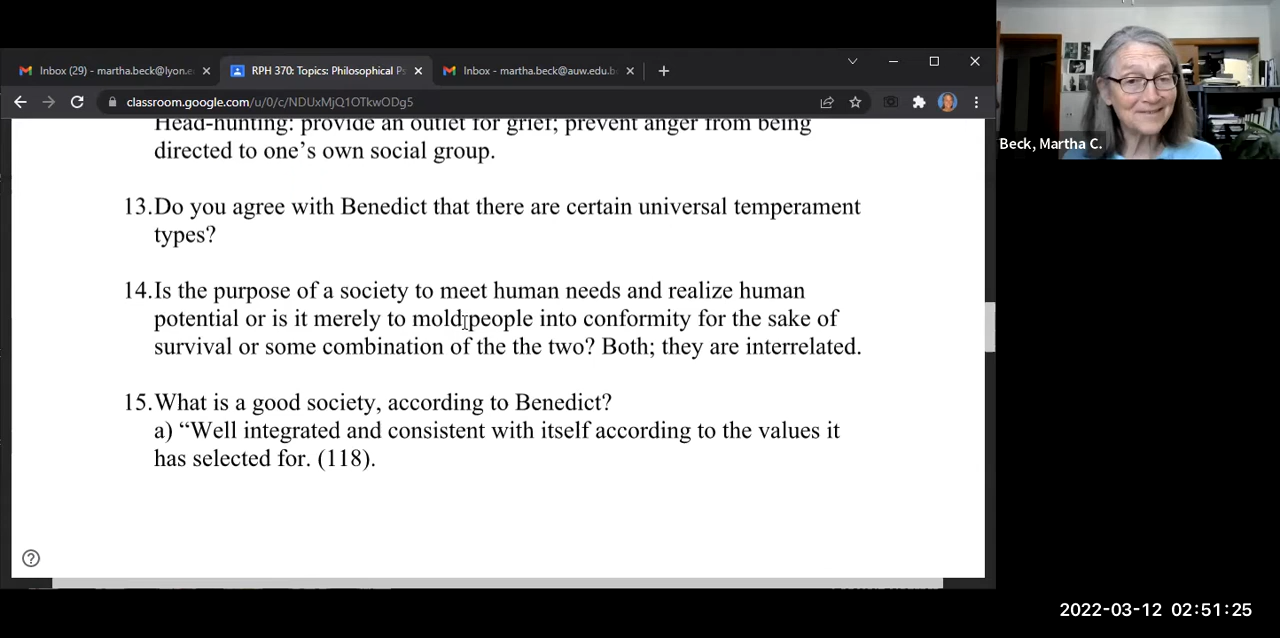 Inbox (29) - martha.beck@lyon.e
RPH 370: Topics: Philosophical Ps
Inbox - martha.beck@auw.edu.b
classroom.google.com/u/0/c/NDUxMjQ1OTkwODg5
Beck, Martha C.
Head-hunting: provide an outlet for grief; prevent anger from being
directed to one’s own social group.
13.Do you agree with Benedict that there are certain universal temperament
types?
14.Is the purpose of a society to meet human needs and realize human
potential or is it merely to mold people into conformity for the sake of
survival or some combination of the the two? Both; they are interrelated.
15.What is a good society, according to Benedict?
a) “Well integrated and consistent with itself according to the values it
has selected for. (118).
2022-03-12 02:51:25